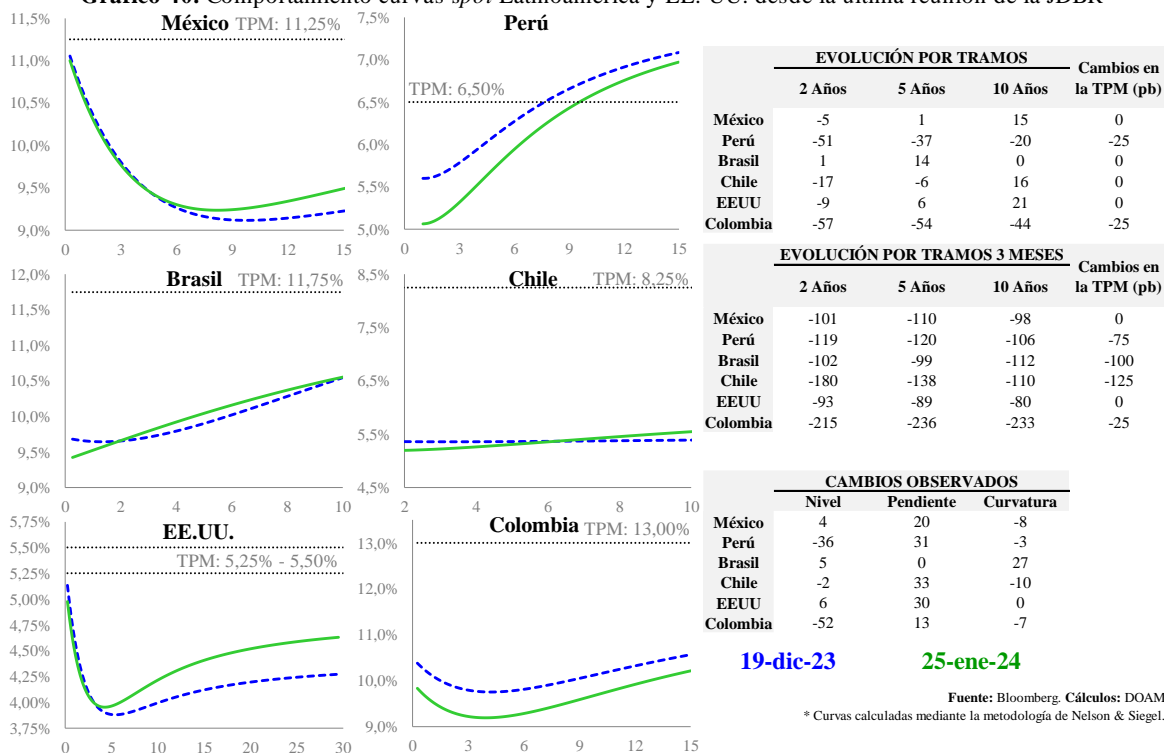 Gráfico 40. Comportamiento curvas spot Latinoamérica y EE. UU. desde la última reunión de la JDBR
México TPM: 11,25%
11,5%
11,0%
10,5%
10,0%
9,5%
9,0%
0 3 6 9 12 15
Perú
7,5%
7,0%
6,5%
6,0%
5,5%
5,0%
TPM: 6,50%
0 3 6 9 12 15
Brasil TPM: 11,75%
12,0%
11,5%
11,0%
10,5%
10,0%
9,5%
9,0%
0 2 4 6 8 10
Chile TPM: 8,25%
8,5%
7,5%
6,5%
5,5%
4,5%
2 4 6 8 10
EE.UU.
TPM: 5,25% - 5,50%
5,75%
5,50%
5,25%
5,00%
4,75%
4,50%
4,25%
4,00%
3,75%
0 5 10 15 20 25 30
Colombia TPM: 13,00%
13,0%
12,0%
11,0%
10,0%
9,0%
0 3 6 9 12 15
EVOLUCIÓN POR TRAMOS Cambios en
2 Años 5 Años 10 Años la TPM (pb)
México -5 1 15 0
Perú -51 -37 -20 -25
Brasil 1 14 0 0
Chile -17 -6 16 0
EEUU -9 6 21 0
Colombia -57 -54 -44 -25
EVOLUCIÓN POR TRAMOS 3 MESES Cambios en
2 Años 5 Años 10 Años la TPM (pb)
México -101 -110 -98 0
Perú -119 -120 -106 -75
Brasil -102 -99 -112 -100
Chile -180 -138 -110 -125
EEUU -93 -89 -80 0
Colombia -215 -236 -233 -25
CAMBIOS OBSERVADOS
Nivel Pendiente Curvatura
México 4 20 -8
Perú -36 31 -3
Brasil 5 0 27
Chile -2 33 -10
EEUU 6 30 0
Colombia -52 13 -7
19-dic-23 25-ene-24
Fuente: Bloomberg. Cálculos: DOAM
* Curvas calculadas mediante la metodología de Nelson & Siegel.